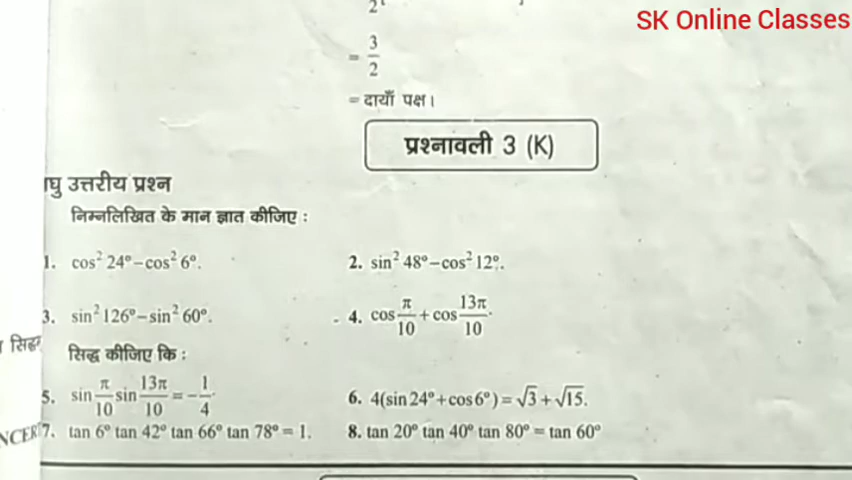 SK Online Classes
= 3/2
= दायाँ पक्ष।
प्रश्नावली 3 (K)
उत्तरीय प्रश्न
निम्नलिखित के मान ज्ञात कीजिए :
1. cos² 24° – cos² 6°.
2. sin² 48° – cos² 12°.
3. sin² 126° – sin² 60°.
4. cos π/10 + cos 13π/10.
सिद्ध कीजिए कि :
5. sin π/10 sin 13π/10 = – 1/4.
6. 4(sin 24° + cos 6°) = √3 + √15.
7. tan 6° tan 42° tan 66° tan 78° = 1.
8. tan 20° tan 40° tan 80° = tan 60°